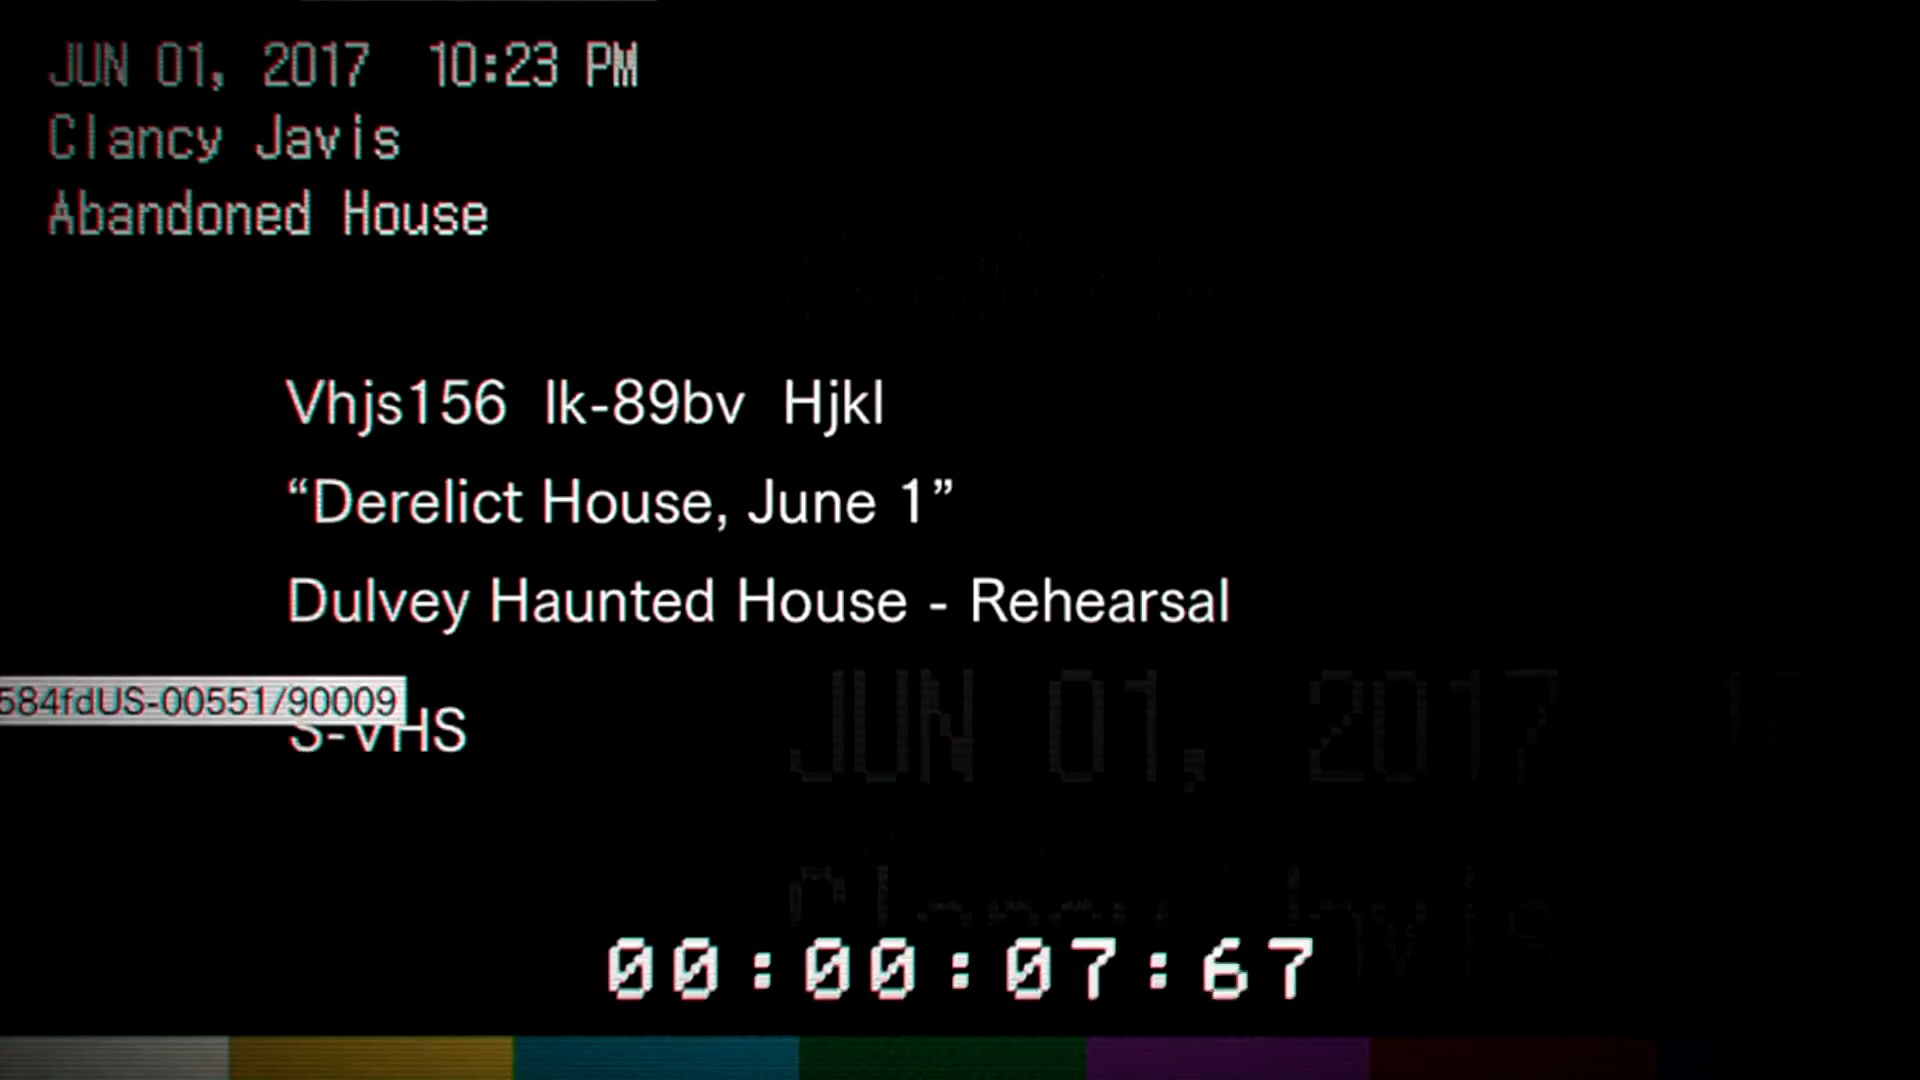 JUN 01, 2017 10:23 PM
Clancy Javis
Abandoned House
Vhjs156 lk-89bv Hjkl
“Derelict House, June 1”
Dulvey Haunted House - Rehearsal
584fdUS-00551/90009
S-VHS
JUN 01, 2017
00:00:07:67